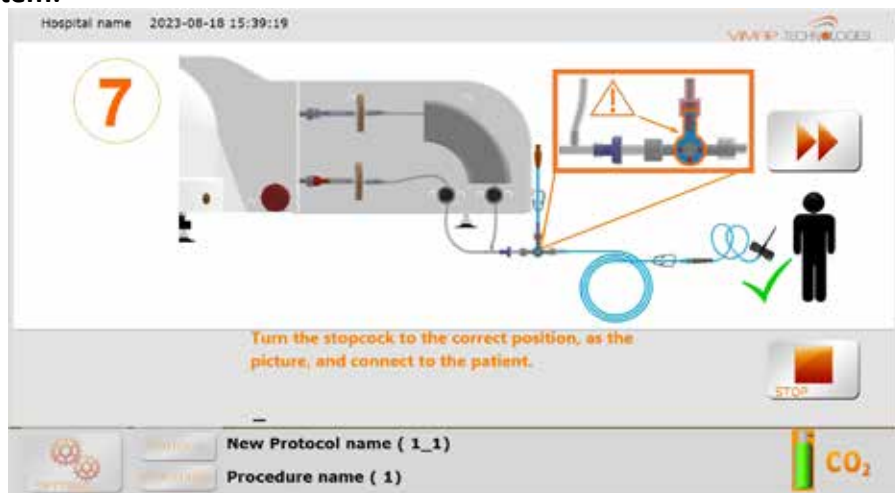 Hospital name 2023-08-18 15:39:19
VIMAP TECHNOLOGIES
7
Turn the stopcock to the correct position, as the
picture, and connect to the patient.
STOP
New Protocol name ( 1_1)
Procedure name ( 1)
CO₂